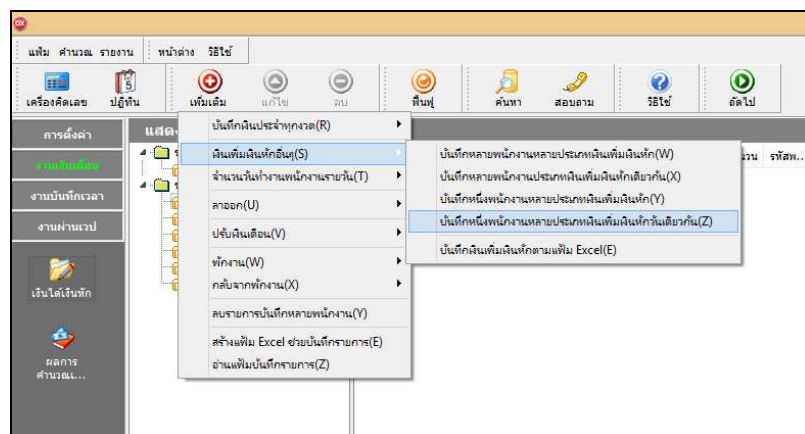 แฟ้ม คำนวณ รายงาน หน้าต่าง วิธีใช้
เครื่องคิดเลข ปฏิทิน เพิ่มเติม แก้ไข ลบ ฟื้นฟู ค้นหา สอบถาม วิธีใช้ ถัดไป
การตั้งค่า
งานเงินเดือน
งานบันทึกเวลา
งานผ่านเวป
เงินได้เงินหัก
ผลการ
คำนวณเ...
แสดง
บันทึกเงินประจำทุกงวด(R)
เงินเพิ่มเงินหักอื่นๆ(S)
จำนวนวันทำงานพนักงานรายวัน(T)
ลาออก(U)
ปรับเงินเดือน(V)
พักงาน(W)
กลับจากพักงาน(X)
ลบรายการบันทึกหลายพนักงาน(Y)
สร้างแฟ้ม Excel ช่วยบันทึกรายการ(E)
อ่านแฟ้มบันทึกรายการ(Z)
บันทึกหลายพนักงานหลายประเภทเงินเพิ่มเงินหัก(W)
บันทึกหลายพนักงานประเภทเงินเพิ่มเงินหักเดียวกัน(X)
บันทึกหนึ่งพนักงานหลายประเภทเงินเพิ่มเงินหัก(Y)
บันทึกหนึ่งพนักงานหลายประเภทเงินเพิ่มเงินหักวันเดียวกัน(Z)
บันทึกเงินเพิ่มเงินหักตามแฟ้ม Excel(E)
รหัสพ...